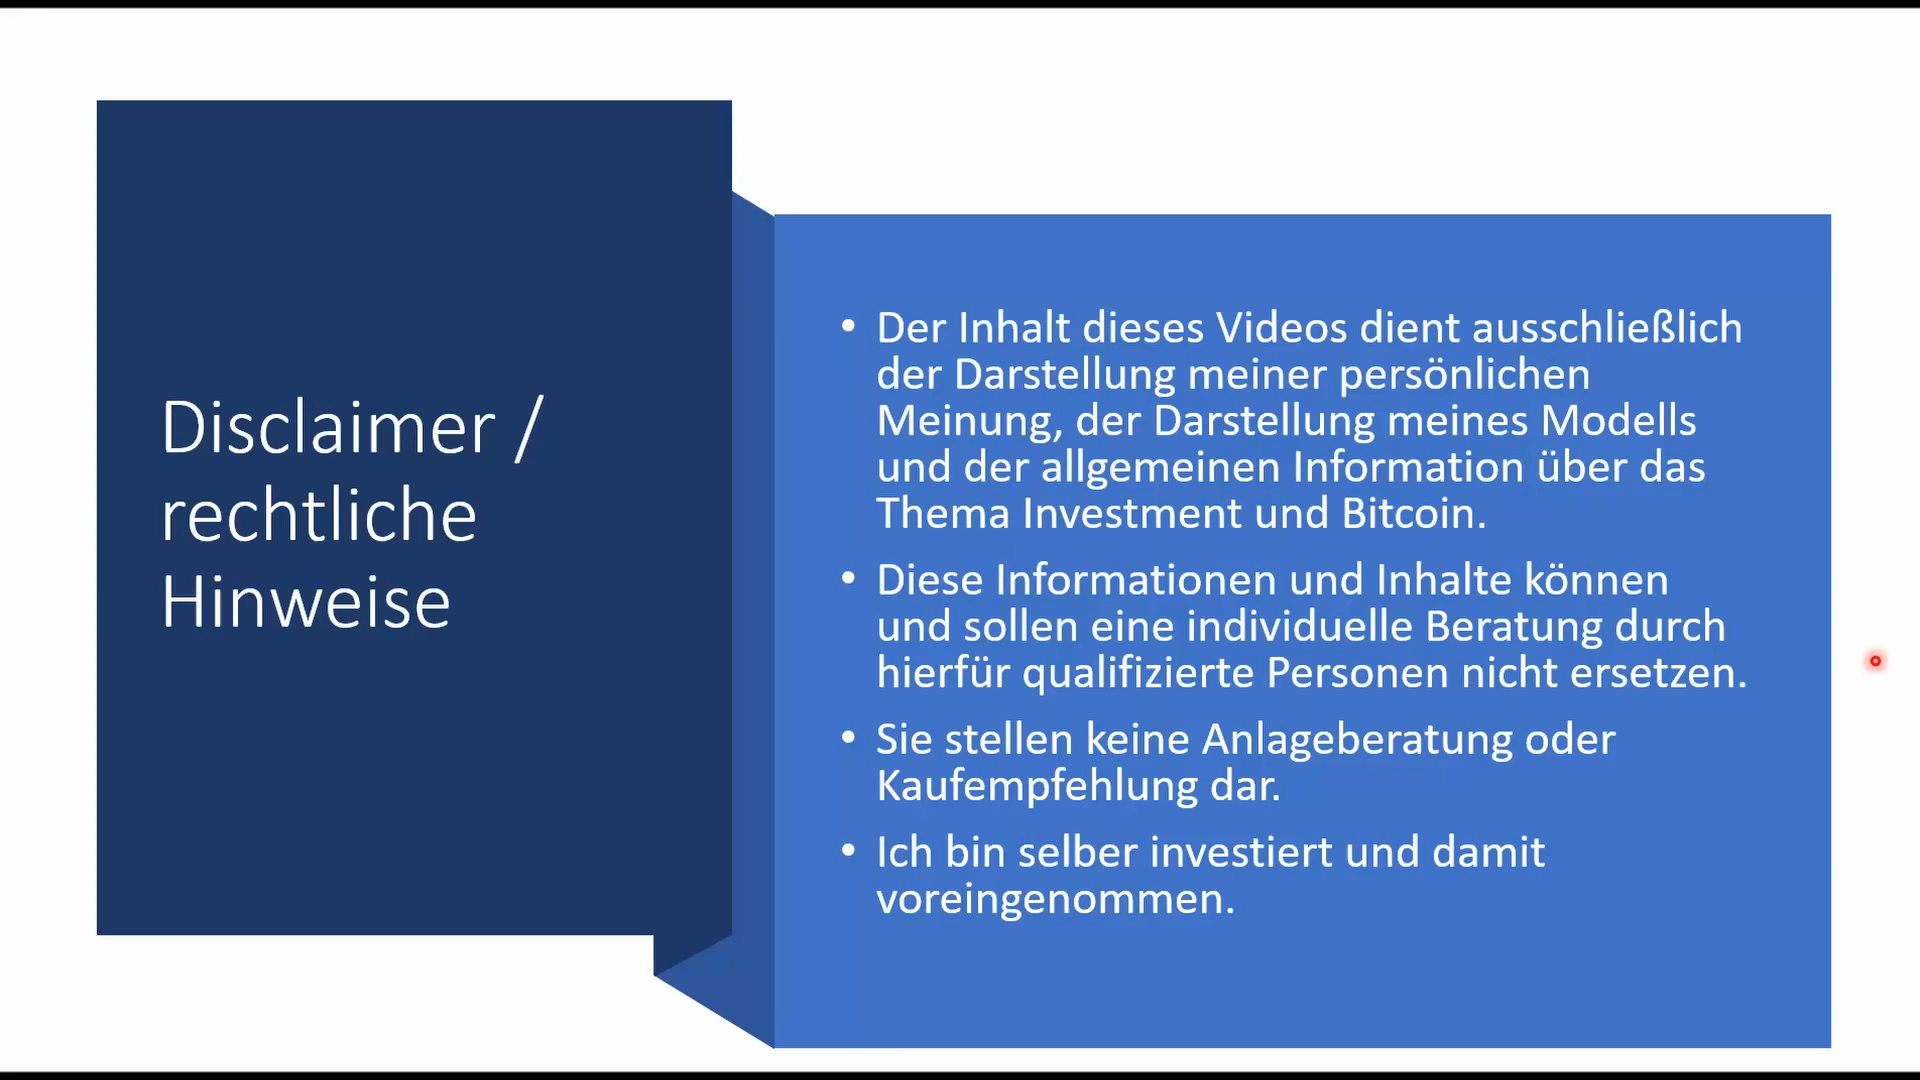 Disclaimer /
rechtliche
Hinweise
• Der Inhalt dieses Videos dient ausschließlich
der Darstellung meiner persönlichen
Meinung, der Darstellung meines Modells
und der allgemeinen Information über das
Thema Investment und Bitcoin.
• Diese Informationen und Inhalte können
und sollen eine individuelle Beratung durch
hierfür qualifizierte Personen nicht ersetzen.
• Sie stellen keine Anlageberatung oder
Kaufempfehlung dar.
• Ich bin selber investiert und damit
voreingenommen.